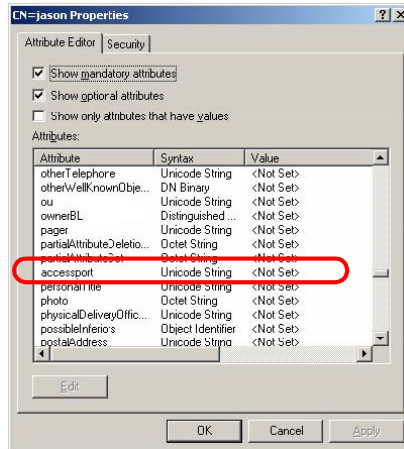 CN=jason Properties
Attribute Editor Security
Show mandatory attributes
Show optional attributes
Show only attributes that have values
Attributes:
Attribute Syntax Value
otherTelephone Unicode String <Not Set>
otherWellKnownObje... DN Binary <Not Set>
ou Unicode String <Not Set>
ownerBL Distinguished ... <Not Set>
pager Unicode String <Not Set>
partialAttributeDeletio... Octet String <Not Set>
partialAttributeSet Octet String <Not Set>
accessport Unicode String <Not Set>
personalTitle Unicode String <Not Set>
photo Octet String <Not Set>
physicalDeliveryOffic... Unicode String <Not Set>
possibleInferiors Object Identifier <Not Set>
postalAddress Unicode String <Not Set>
Edit
OK Cancel Apply